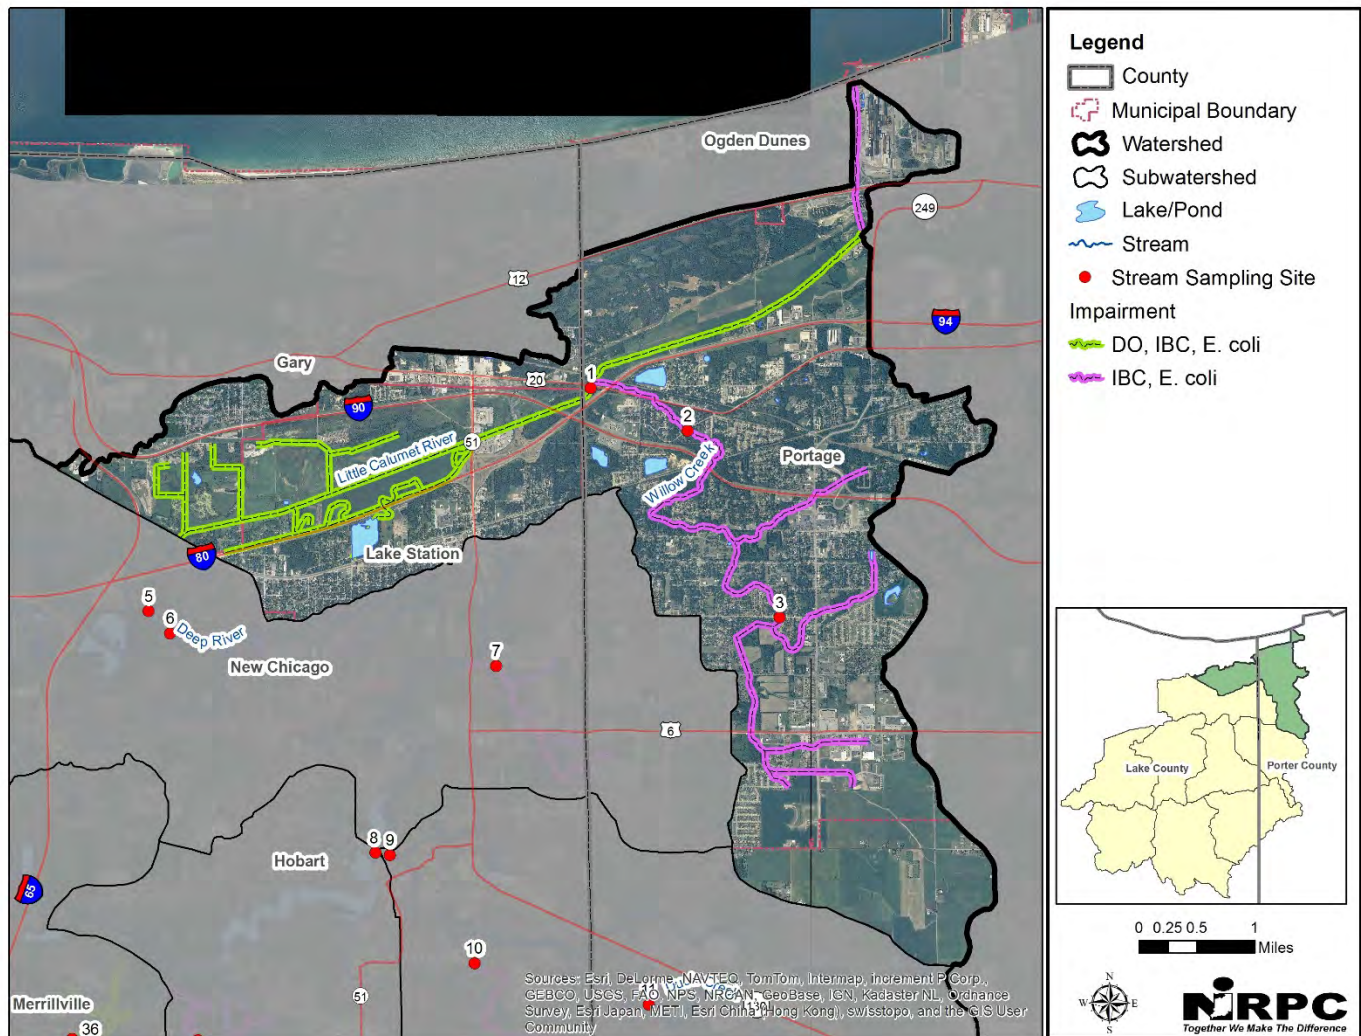 Ogden Dunes
249
12
94
Gary
20
1
90
2
51
Little Calumet River
Portage
Willow Creek
Lake Station
80
5
3
6
Deep River
New Chicago
7
6
8 9
Hobart
65
10
51
11
130
Merrillville
36
Sources: Esri, DeLorme, NAVTEQ, TomTom, Intermap, increment P Corp.,
GEBCO, USGS, FAO, NPS, NRCAN, GeoBase, IGN, Kadaster NL, Ordnance
Survey, Esri Japan, METI, Esri China (Hong Kong), swisstopo, and the GIS User
Community
Legend
County
Municipal Boundary
Watershed
Subwatershed
Lake/Pond
Stream
Stream Sampling Site
Impairment
DO, IBC, E. coli
IBC, E. coli
Lake County
Porter County
0 0.25 0.5 1
Miles
N
W E
S
NIRPC
Together We Make The Difference